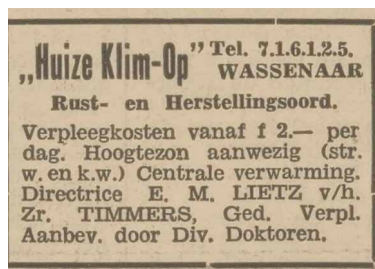 „Huize Klim-Op” Tel. 7.1.6.1.2.5.
WASSENAAR
Rust- en Herstellingsoord.
Verpleegkosten vanaf f 2.— per
dag. Hoogtezon aanwezig (str.
w. en k.w.) Centrale verwarming.
Directrice E. M. LIETZ v/h.
Zr. TIMMERS, Ged. Verpl.
Aanbev. door Div. Doktoren.